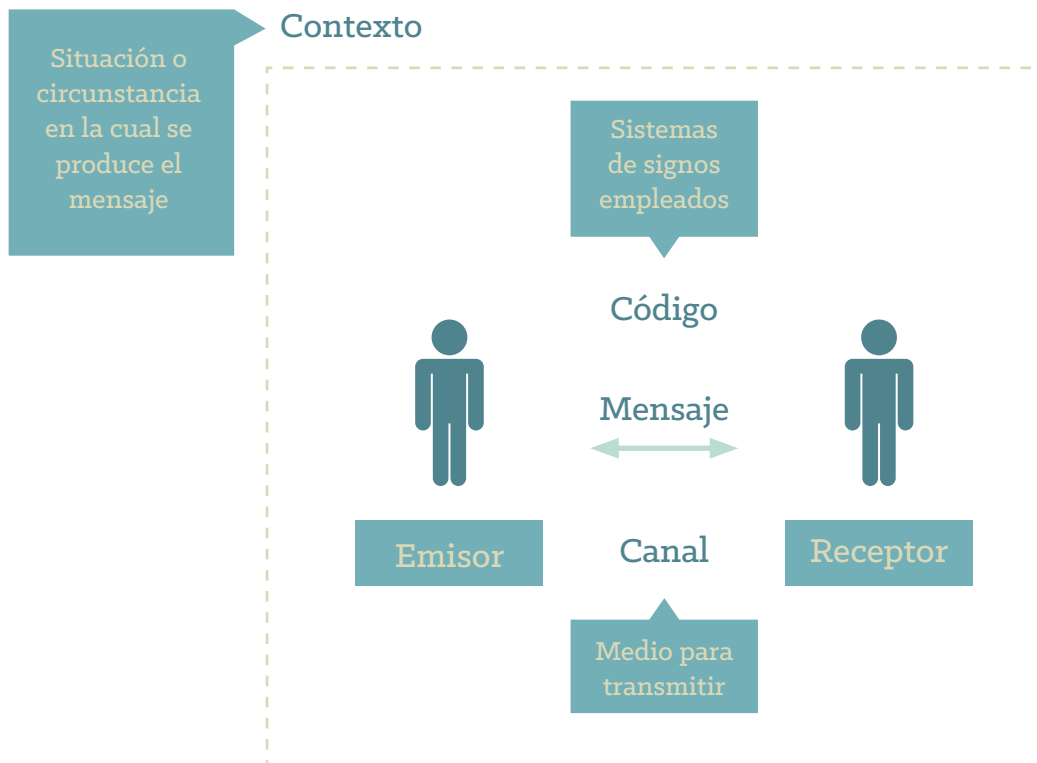 Contexto
Situación o
circunstancia
en la cual se
produce el
mensaje
Sistemas
de signos
empleados
Código
Mensaje
Emisor
Canal
Receptor
Medio para
transmitir